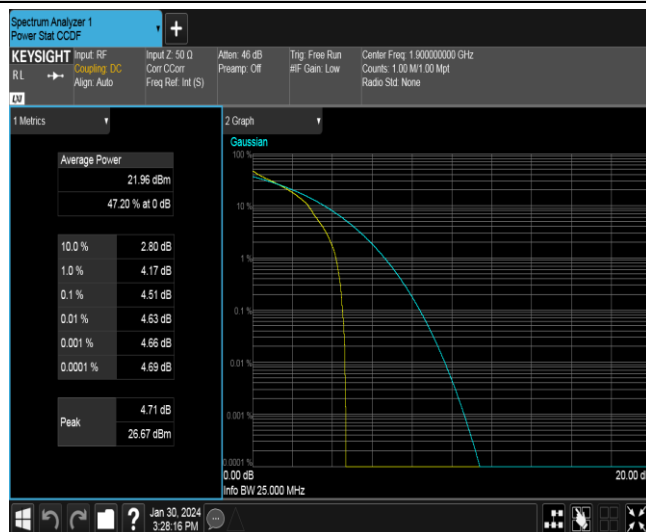 Spectrum Analyzer 1
Power Stat CCDF
+
KEYSIGHT
RL
LXI
Input: RF
Coupling: DC
Align: Auto
Input Z: 50 Ω
Corr CCorr
Freq Ref: Int (S)
Atten: 46 dB
Preamp: Off
Trig: Free Run
#IF Gain: Low
Center Freq: 1.900000000 GHz
Counts: 1.00 M/1.00 Mpt
Radio Std: None
1 Metrics
Average Power
21.96 dBm
47.20 % at 0 dB
10.0 % 2.80 dB
1.0 % 4.17 dB
0.1 % 4.51 dB
0.01 % 4.63 dB
0.001 % 4.66 dB
0.0001 % 4.69 dB
Peak
4.71 dB
26.67 dBm
2 Graph
Gaussian
100 %
10 %
1 %
0.1 %
0.01 %
0.001 %
0.0001 %
0.00 dB
20.00 d
Info BW 25.000 MHz
?
Jan 30, 2024
3:28:16 PM